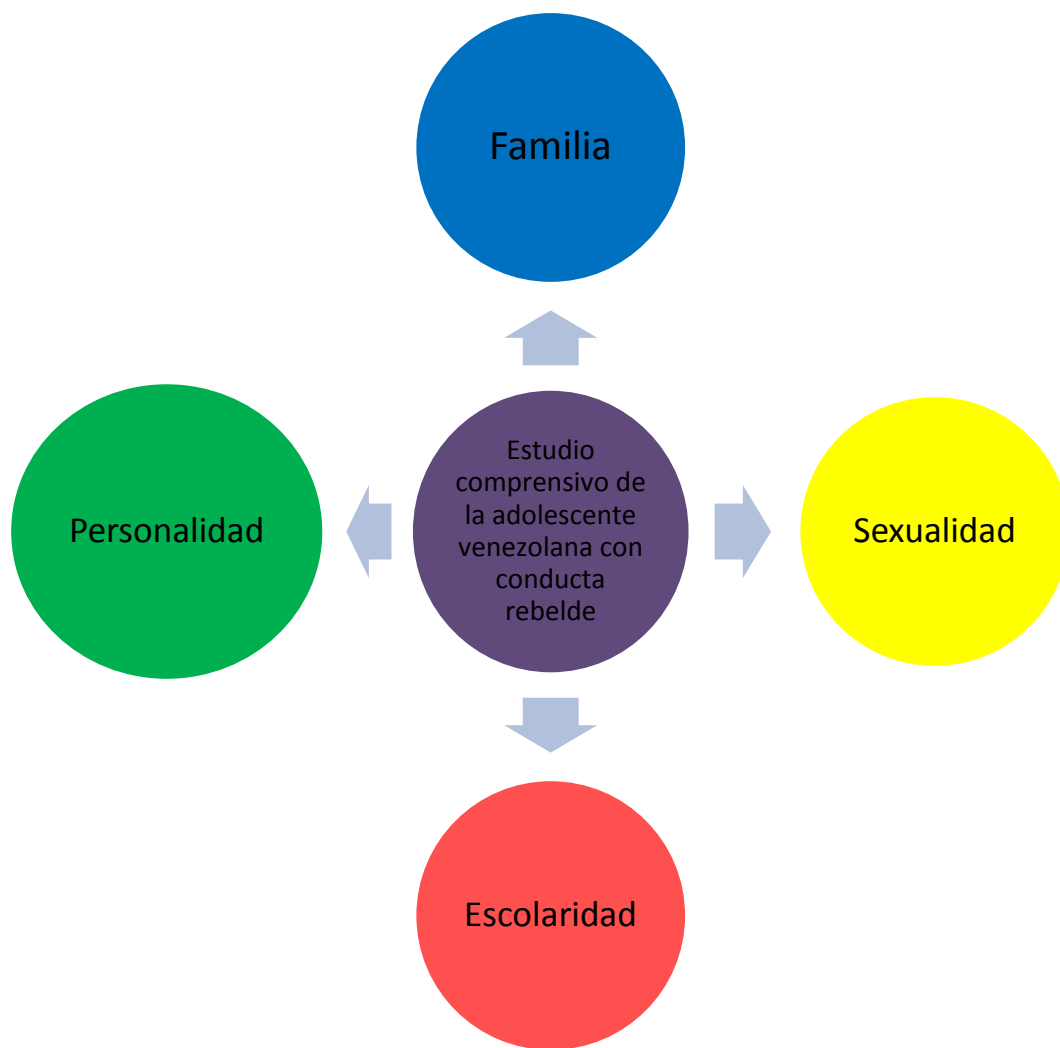 Familia
Personalidad
Estudio
comprensivo de
la adolescente
venezolana con
conducta
rebelde
Sexualidad
Escolaridad